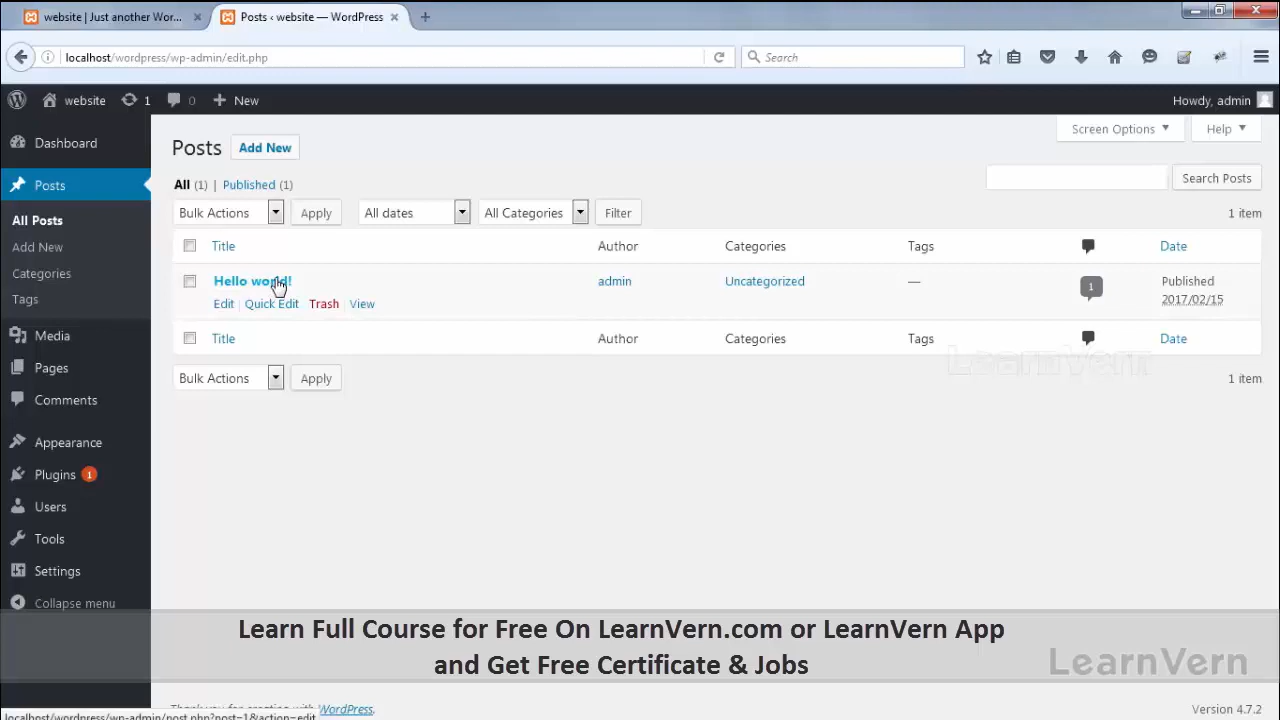 website | Just another Wor...
Posts ‹ website — WordPress
localhost/wordpress/wp-admin/edit.php
Search
website 1 0 New
Howdy, admin
Dashboard
Posts
All Posts
Add New
Categories
Tags
Media
Pages
Comments
Appearance
Plugins 1
Users
Tools
Settings
Collapse menu
Screen Options Help
Posts Add New
All (1) | Published (1)
Search Posts
Bulk Actions Apply All dates All Categories Filter
1 item
Title Author Categories Tags Date
Hello world! admin Uncategorized — 1 Published
Edit | Quick Edit | Trash | View 2017/02/15
Title Author Categories Tags Date
LearnVern
Bulk Actions Apply
1 item
Learn Full Course for Free On LearnVern.com or LearnVern App
and Get Free Certificate & Jobs
LearnVern
Thank you for creating with WordPress.
Version 4.7.2
localhost/wordpress/wp-admin/post.php?post=1&action=edit